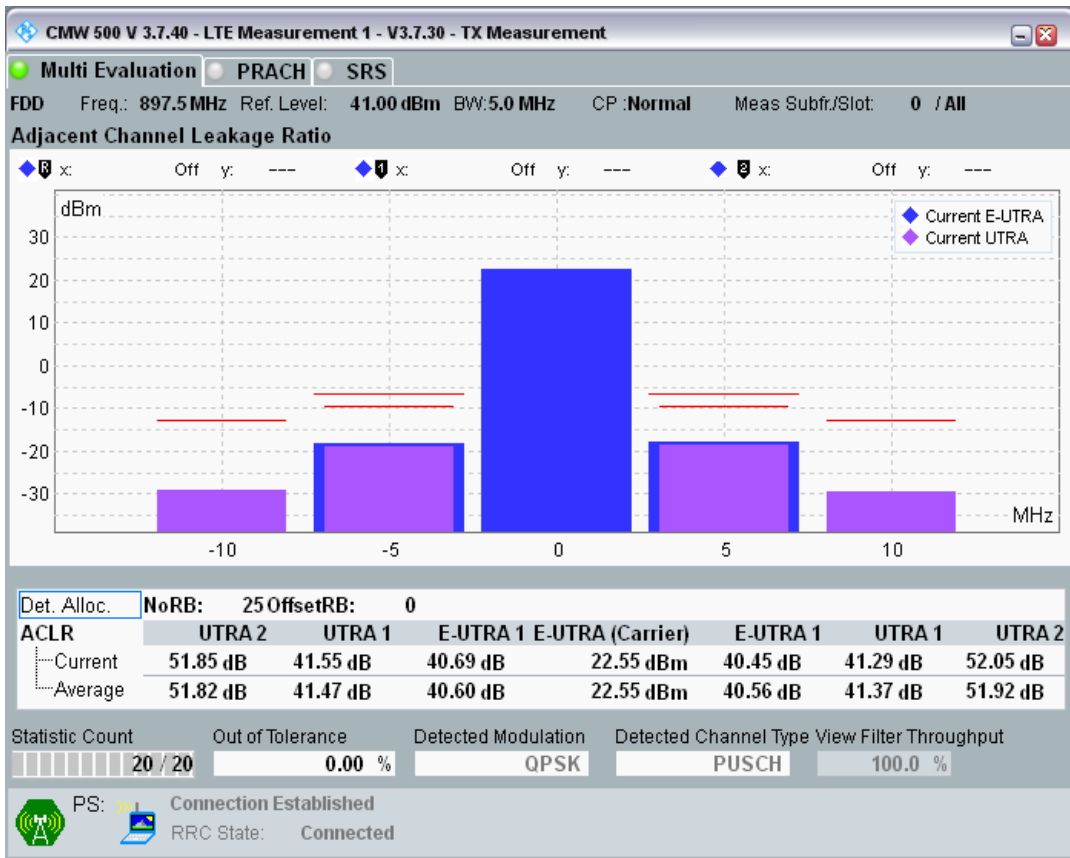 CMW 500 V 3.7.40 - LTE Measurement 1 - V3.7.30 - TX Measurement
Multi Evaluation PRACH SRS
FDD Freq.: 897.5 MHz Ref. Level: 41.00 dBm BW:5.0 MHz CP :Normal Meas Subfr./Slot: 0 / All
Adjacent Channel Leakage Ratio
R x: Off y: --- 1 x: Off y: --- 2 x: Off y: ---
dBm
Current E-UTRA
Current UTRA
30
20
10
0
-10
-20
-30
MHz
-10 -5 0 5 10
Det. Alloc. NoRB: 25 OffsetRB: 0
ACLR UTRA 2 UTRA 1 E-UTRA 1 E-UTRA (Carrier) E-UTRA 1 UTRA 1 UTRA 2
Current 51.85 dB 41.55 dB 40.69 dB 22.55 dBm 40.45 dB 41.29 dB 52.05 dB
Average 51.82 dB 41.47 dB 40.60 dB 22.55 dBm 40.56 dB 41.37 dB 51.92 dB
Statistic Count Out of Tolerance Detected Modulation Detected Channel Type View Filter Throughput
20 / 20 0.00 % QPSK PUSCH 100.0 %
PS: Connection Established
RRC State: Connected